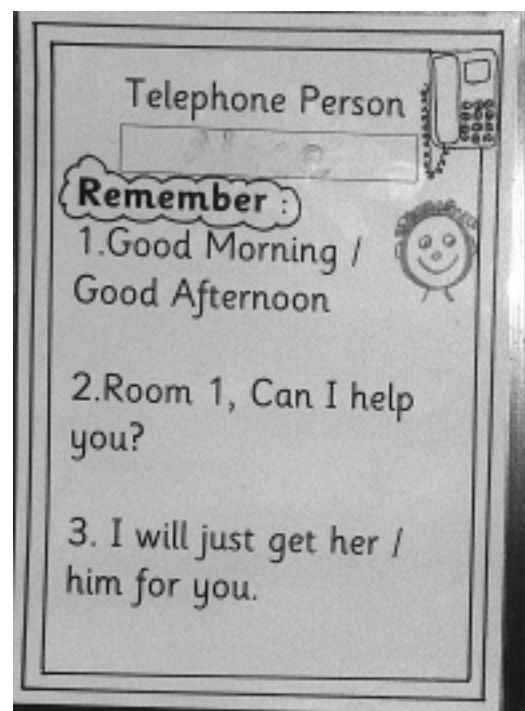 Telephone Person
Remember :
1.Good Morning /
Good Afternoon
2.Room 1, Can I help
you?
3. I will just get her /
him for you.